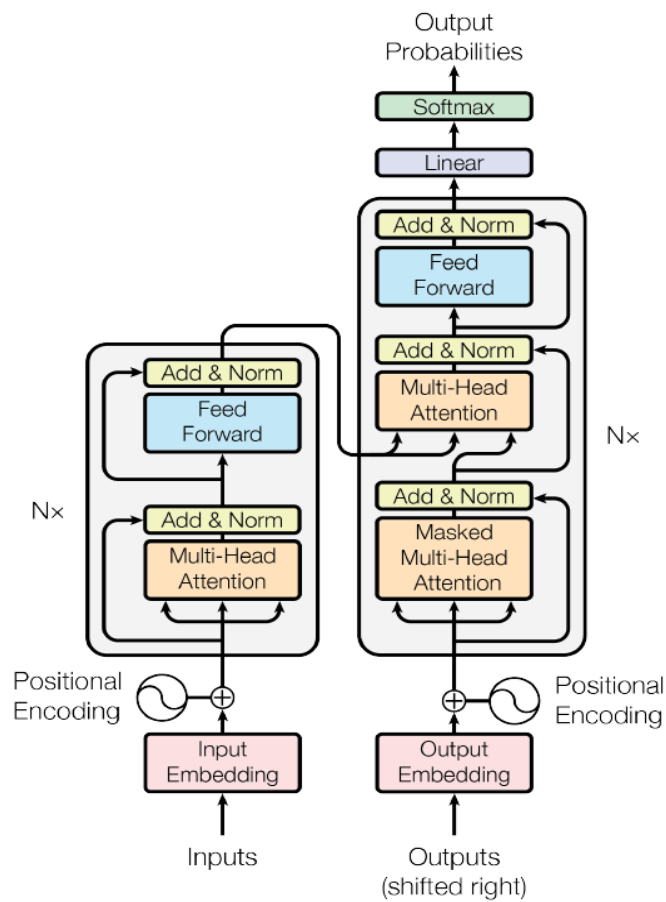 Output
Probabilities
Softmax
Linear
Add & Norm
Feed
Forward
Add & Norm
Multi-Head
Attention
Nx
Add & Norm
Masked
Multi-Head
Attention
Add & Norm
Feed
Forward
Nx
Add & Norm
Multi-Head
Attention
Positional
Encoding
Positional
Encoding
Input
Embedding
Output
Embedding
Inputs
Outputs
(shifted right)